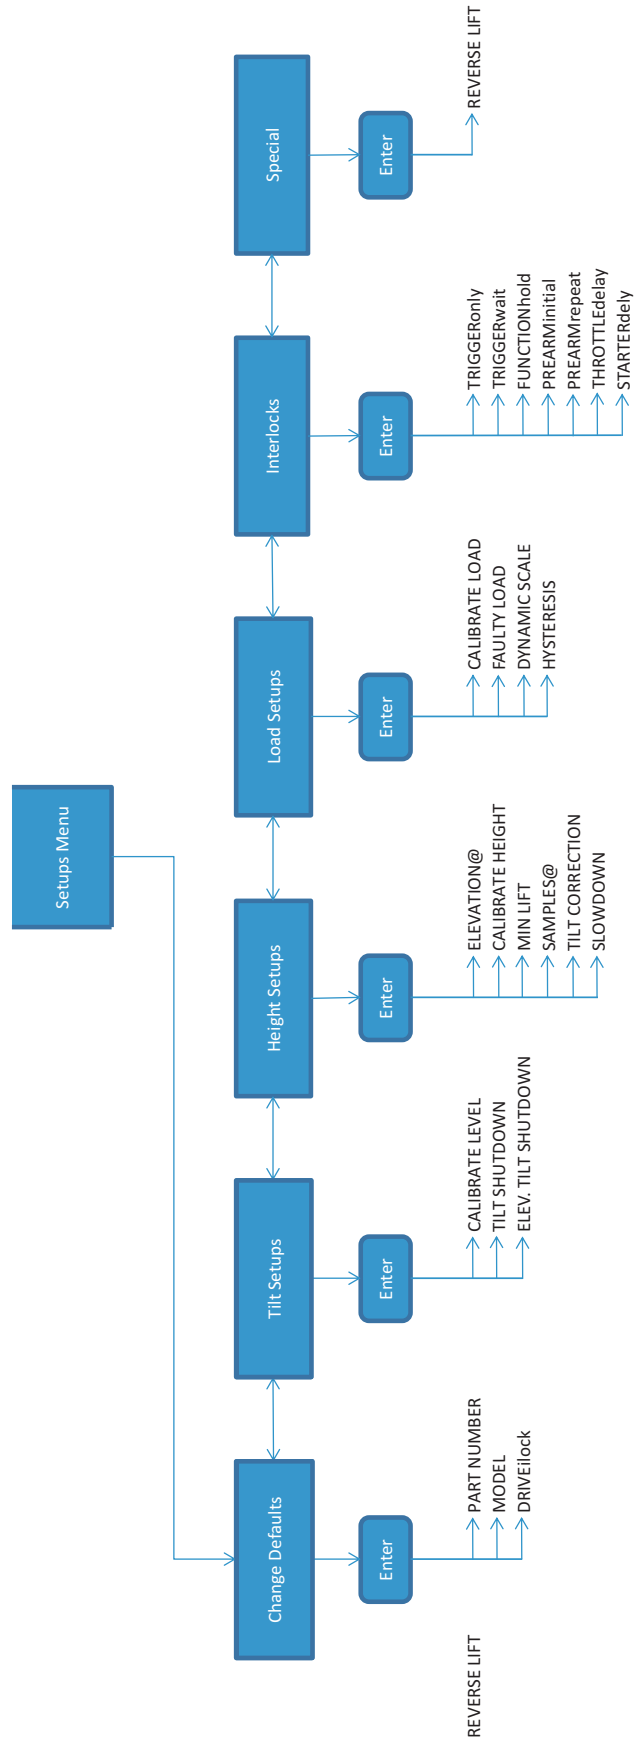 Setups Menu
Change Defaults
Tilt Setups
Height Setups
Load Setups
Interlocks
Special
Enter
Enter
Enter
Enter
Enter
Enter
REVERSE LIFT
PART NUMBER
MODEL
DRIVEilock
CALIBRATE LEVEL
TILT SHUTDOWN
ELEV. TILT SHUTDOWN
ELEVATION@
CALIBRATE HEIGHT
MIN LIFT
SAMPLES@
TILT CORRECTION
SLOWDOWN
CALIBRATE LOAD
FAULTY LOAD
DYNAMIC SCALE
HYSTERESIS
TRIGGERonly
TRIGGERwait
FUNCTIONhold
PREARMinitial
PREARMrepeat
THROTTLEdelay
STARTERdely
REVERSE LIFT